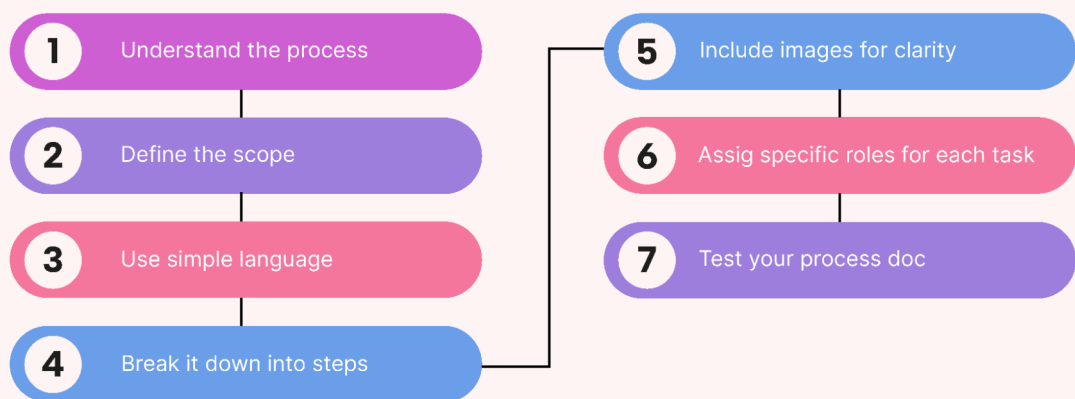 1 Understand the process
2 Define the scope
3 Use simple language
4 Break it down into steps
5 Include images for clarity
6 Assig specific roles for each task
7 Test your process doc